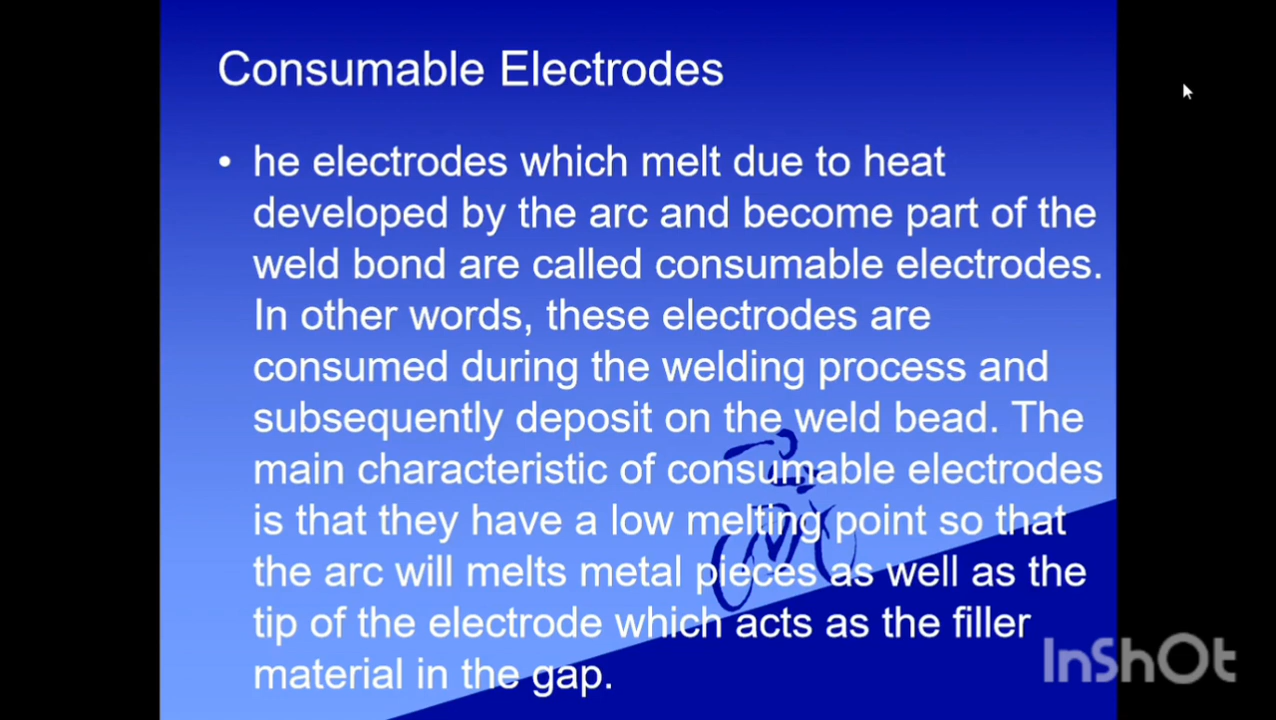 Consumable Electrodes
• he electrodes which melt due to heat
developed by the arc and become part of the
weld bond are called consumable electrodes.
In other words, these electrodes are
consumed during the welding process and
subsequently deposit on the weld bead. The
main characteristic of consumable electrodes
is that they have a low melting point so that
the arc will melts metal pieces as well as the
tip of the electrode which acts as the filler
material in the gap.
InShOt